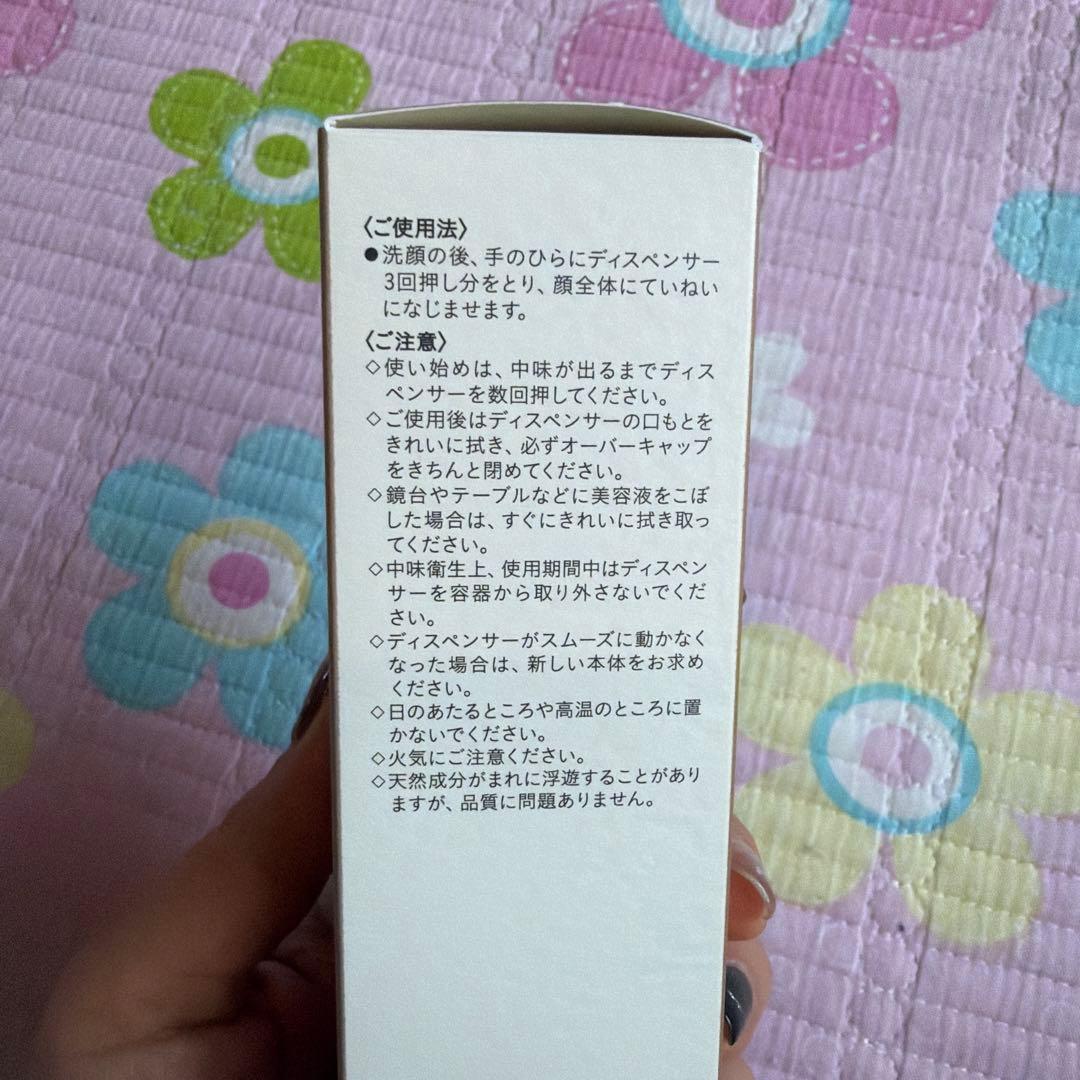 〈ご使用法〉
●洗顔の後、手のひらにディスペンサー
3回押し分をとり、顔全体にていねい
になじませます。
〈ご注意〉
◇使い始めは、中味が出るまでディス
ペンサーを数回押してください。
◇ご使用後はディスペンサーの口もとを
きれいに拭き、必ずオーバーキャップ
をきちんと閉めてください。
◇鏡台やテーブルなどに美容液をこぼ
した場合は、すぐにきれいに拭き取っ
てください。
◇中味衛生上、使用期間中はディスペン
サーを容器から取り外さないでくだ
さい。
◇ディスペンサーがスムーズに動かなく
なった場合は、新しい本体をお求め
ください。
◇日のあたるところや高温のところに置
かないでください。
◇火気にご注意ください。
◇天然成分がまれに浮遊することがあり
ますが、品質に問題ありません。